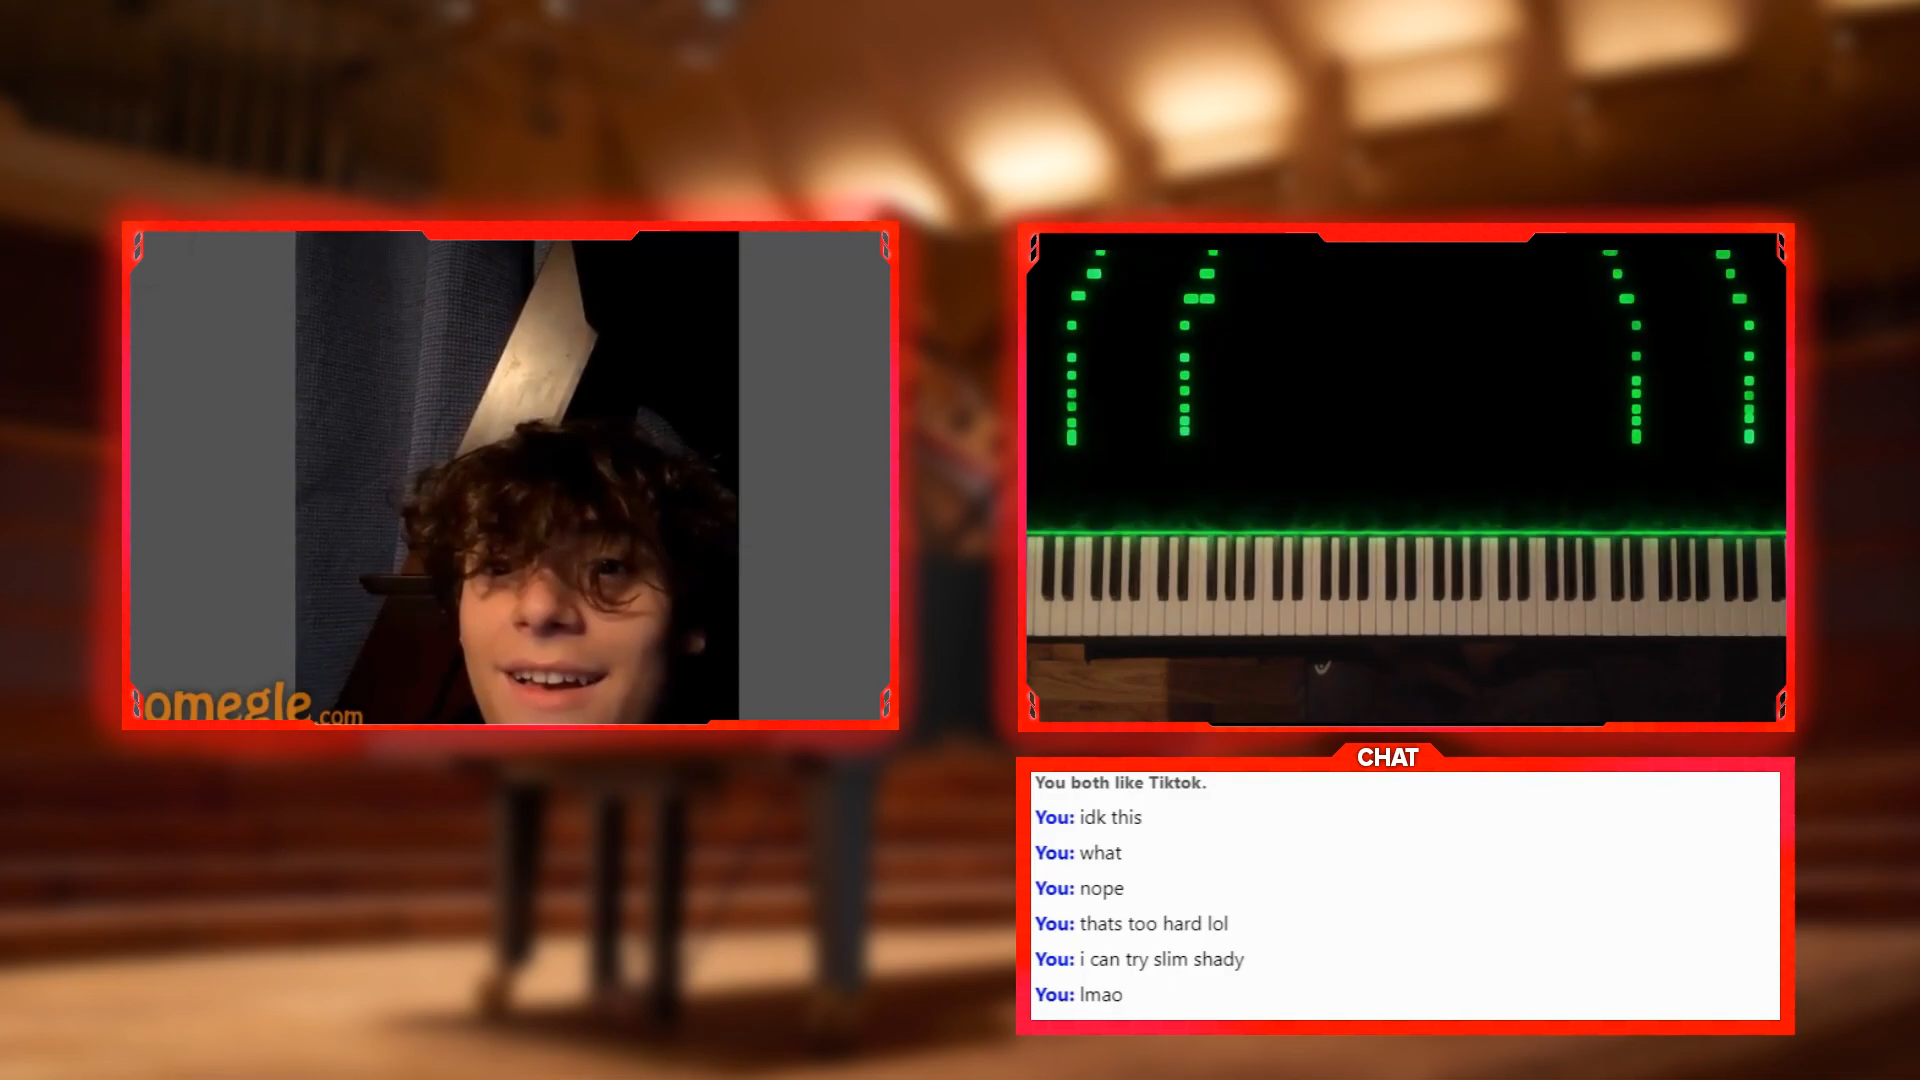 omegle.com
CHAT
You both like Tiktok.
You: idk this
You: what
You: nope
You: thats too hard lol
You: i can try slim shady
You: lmao